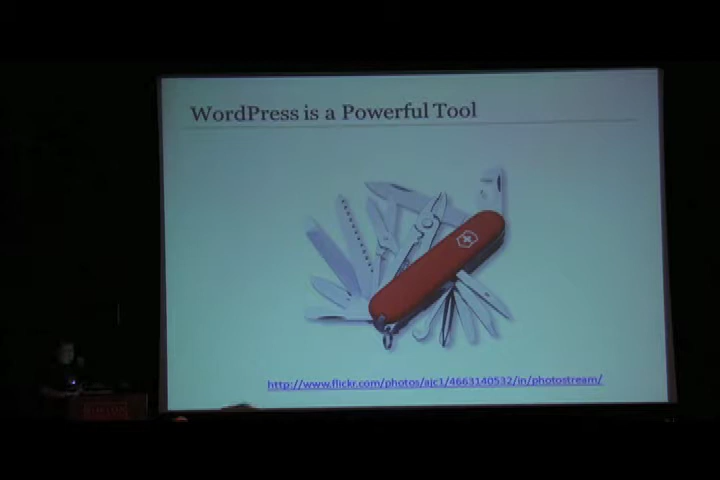 WordPress is a Powerful Tool
http://www.flickr.com/photos/ajc1/4663140532/in/photostream/